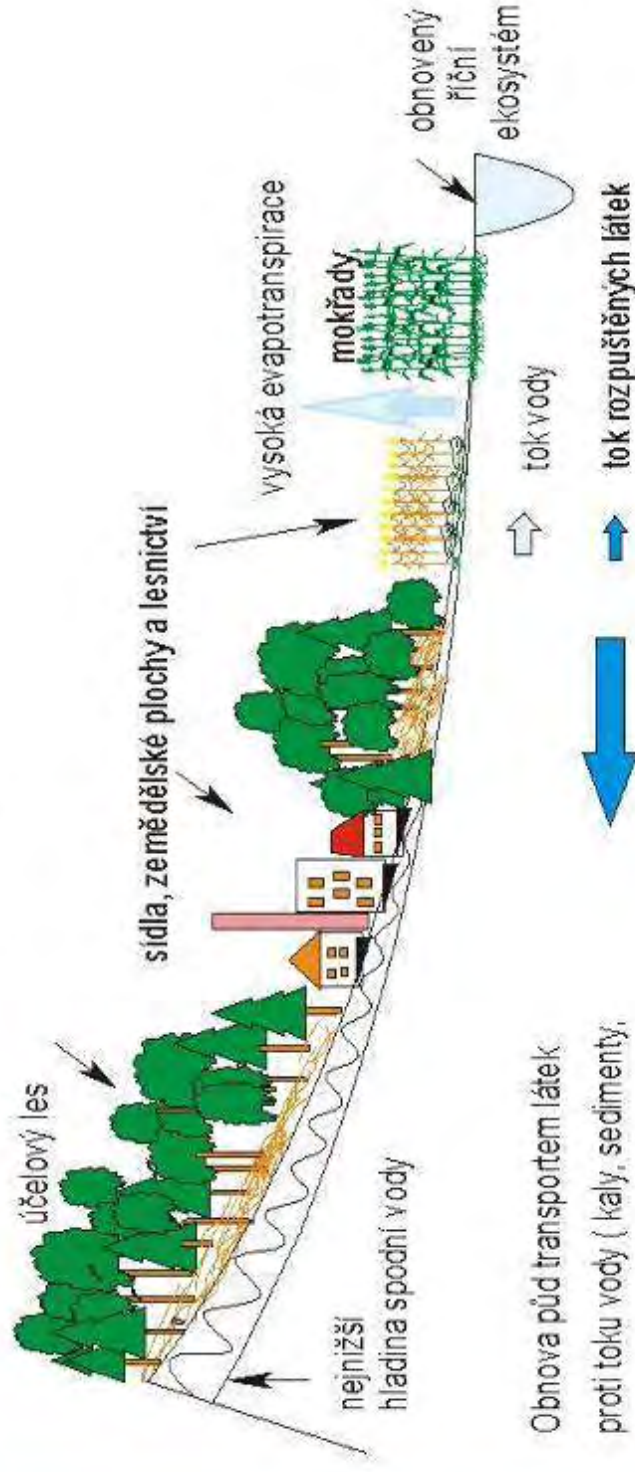 účelový les
sídla, zemědělské plochy a lesnictví
vysoká evapotranspirace
mokřady
obnovený
říční
ekosystém
nejnižší
hladina spodní vody
tok vody
tok rozpuštěných látek
Obnova půd transportem látek
proti toku vody ( kaly, sedimenty,